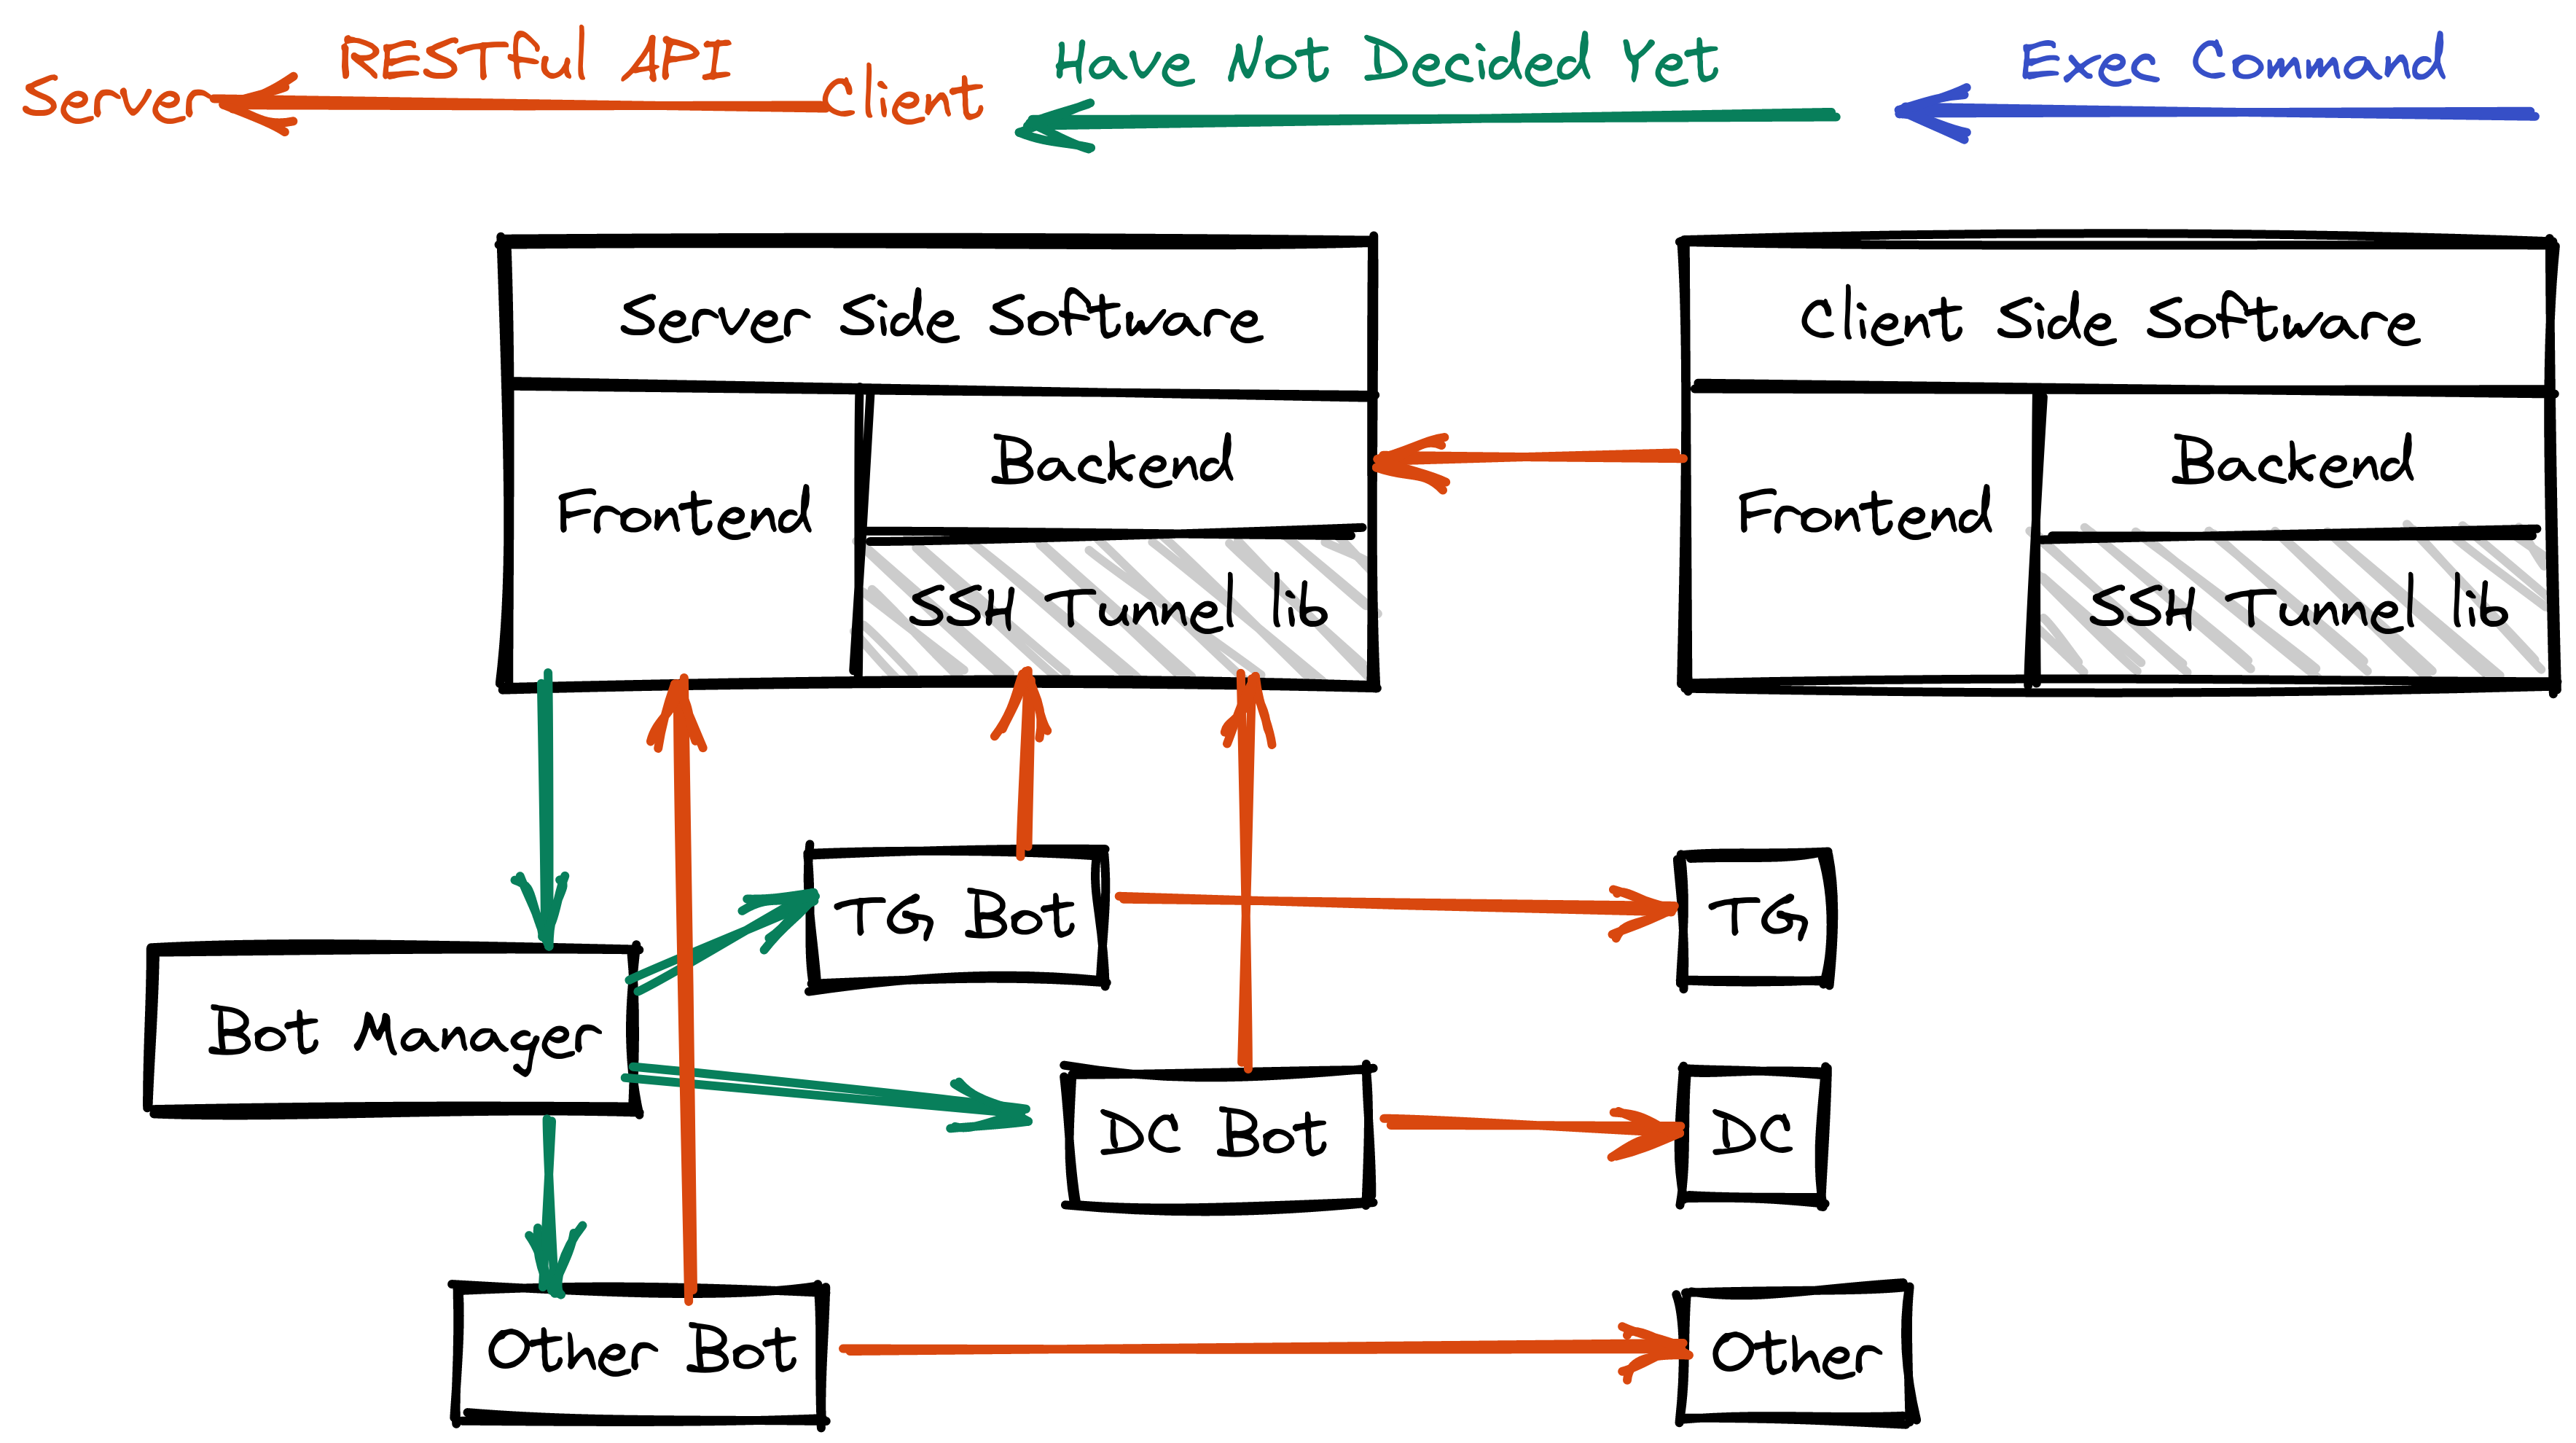 RESTful API
Server
Client
Have Not Decided Yet
Exec Command
Server Side Software
Frontend
Backend
SSH Tunnel lib
Client Side Software
Frontend
Backend
SSH Tunnel lib
TG Bot
TG
Bot Manager
DC Bot
DC
Other Bot
Other